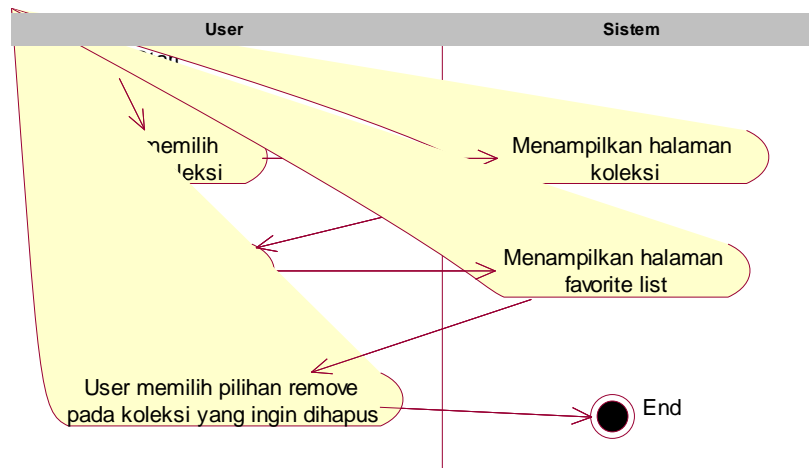 User
Sistem
memilih
leksi
Menampilkan halaman
koleksi
Menampilkan halaman
favorite list
User memilih pilihan remove
pada koleksi yang ingin dihapus
End